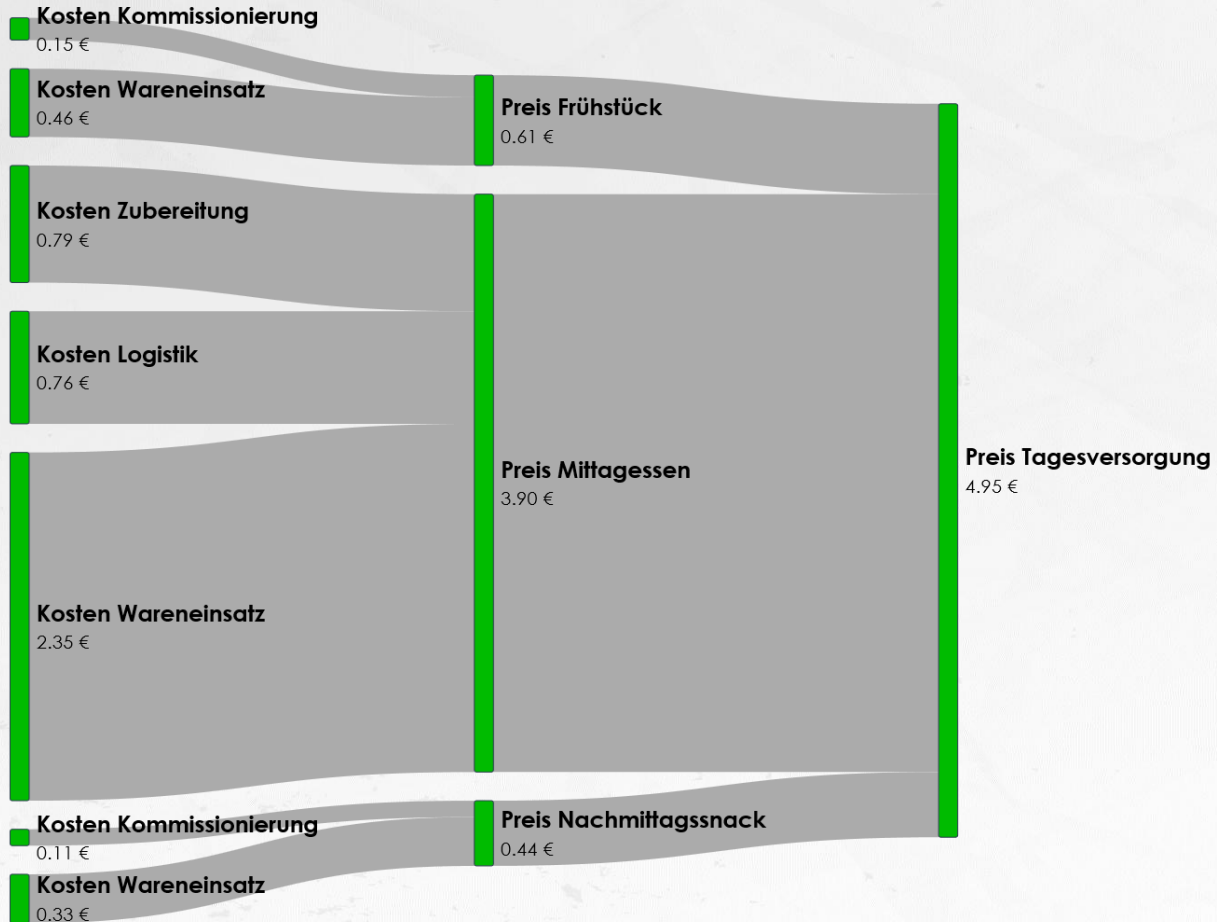 Kosten Kommissionierung
0.15 €
Kosten Wareneinsatz
0.46 €
Kosten Zubereitung
0.79 €
Kosten Logistik
0.76 €
Kosten Wareneinsatz
2.35 €
Kosten Kommissionierung
0.11 €
Kosten Wareneinsatz
0.33 €
Preis Frühstück
0.61 €
Preis Mittagessen
3.90 €
Preis Nachmittagssnack
0.44 €
Preis Tagesversorgung
4.95 €